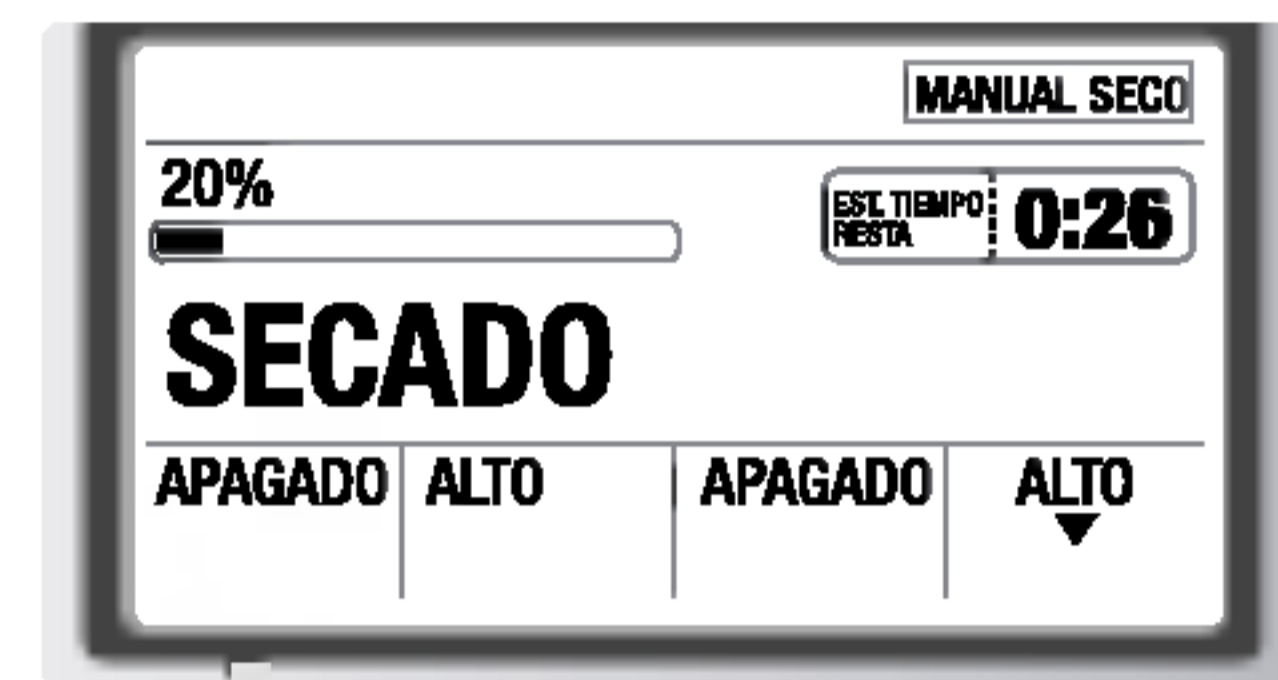 MANUAL SECO
20%
EST. TIEMPO
RESTA
0:26
SECADO
APAGADO ALTO APAGADO ALTO